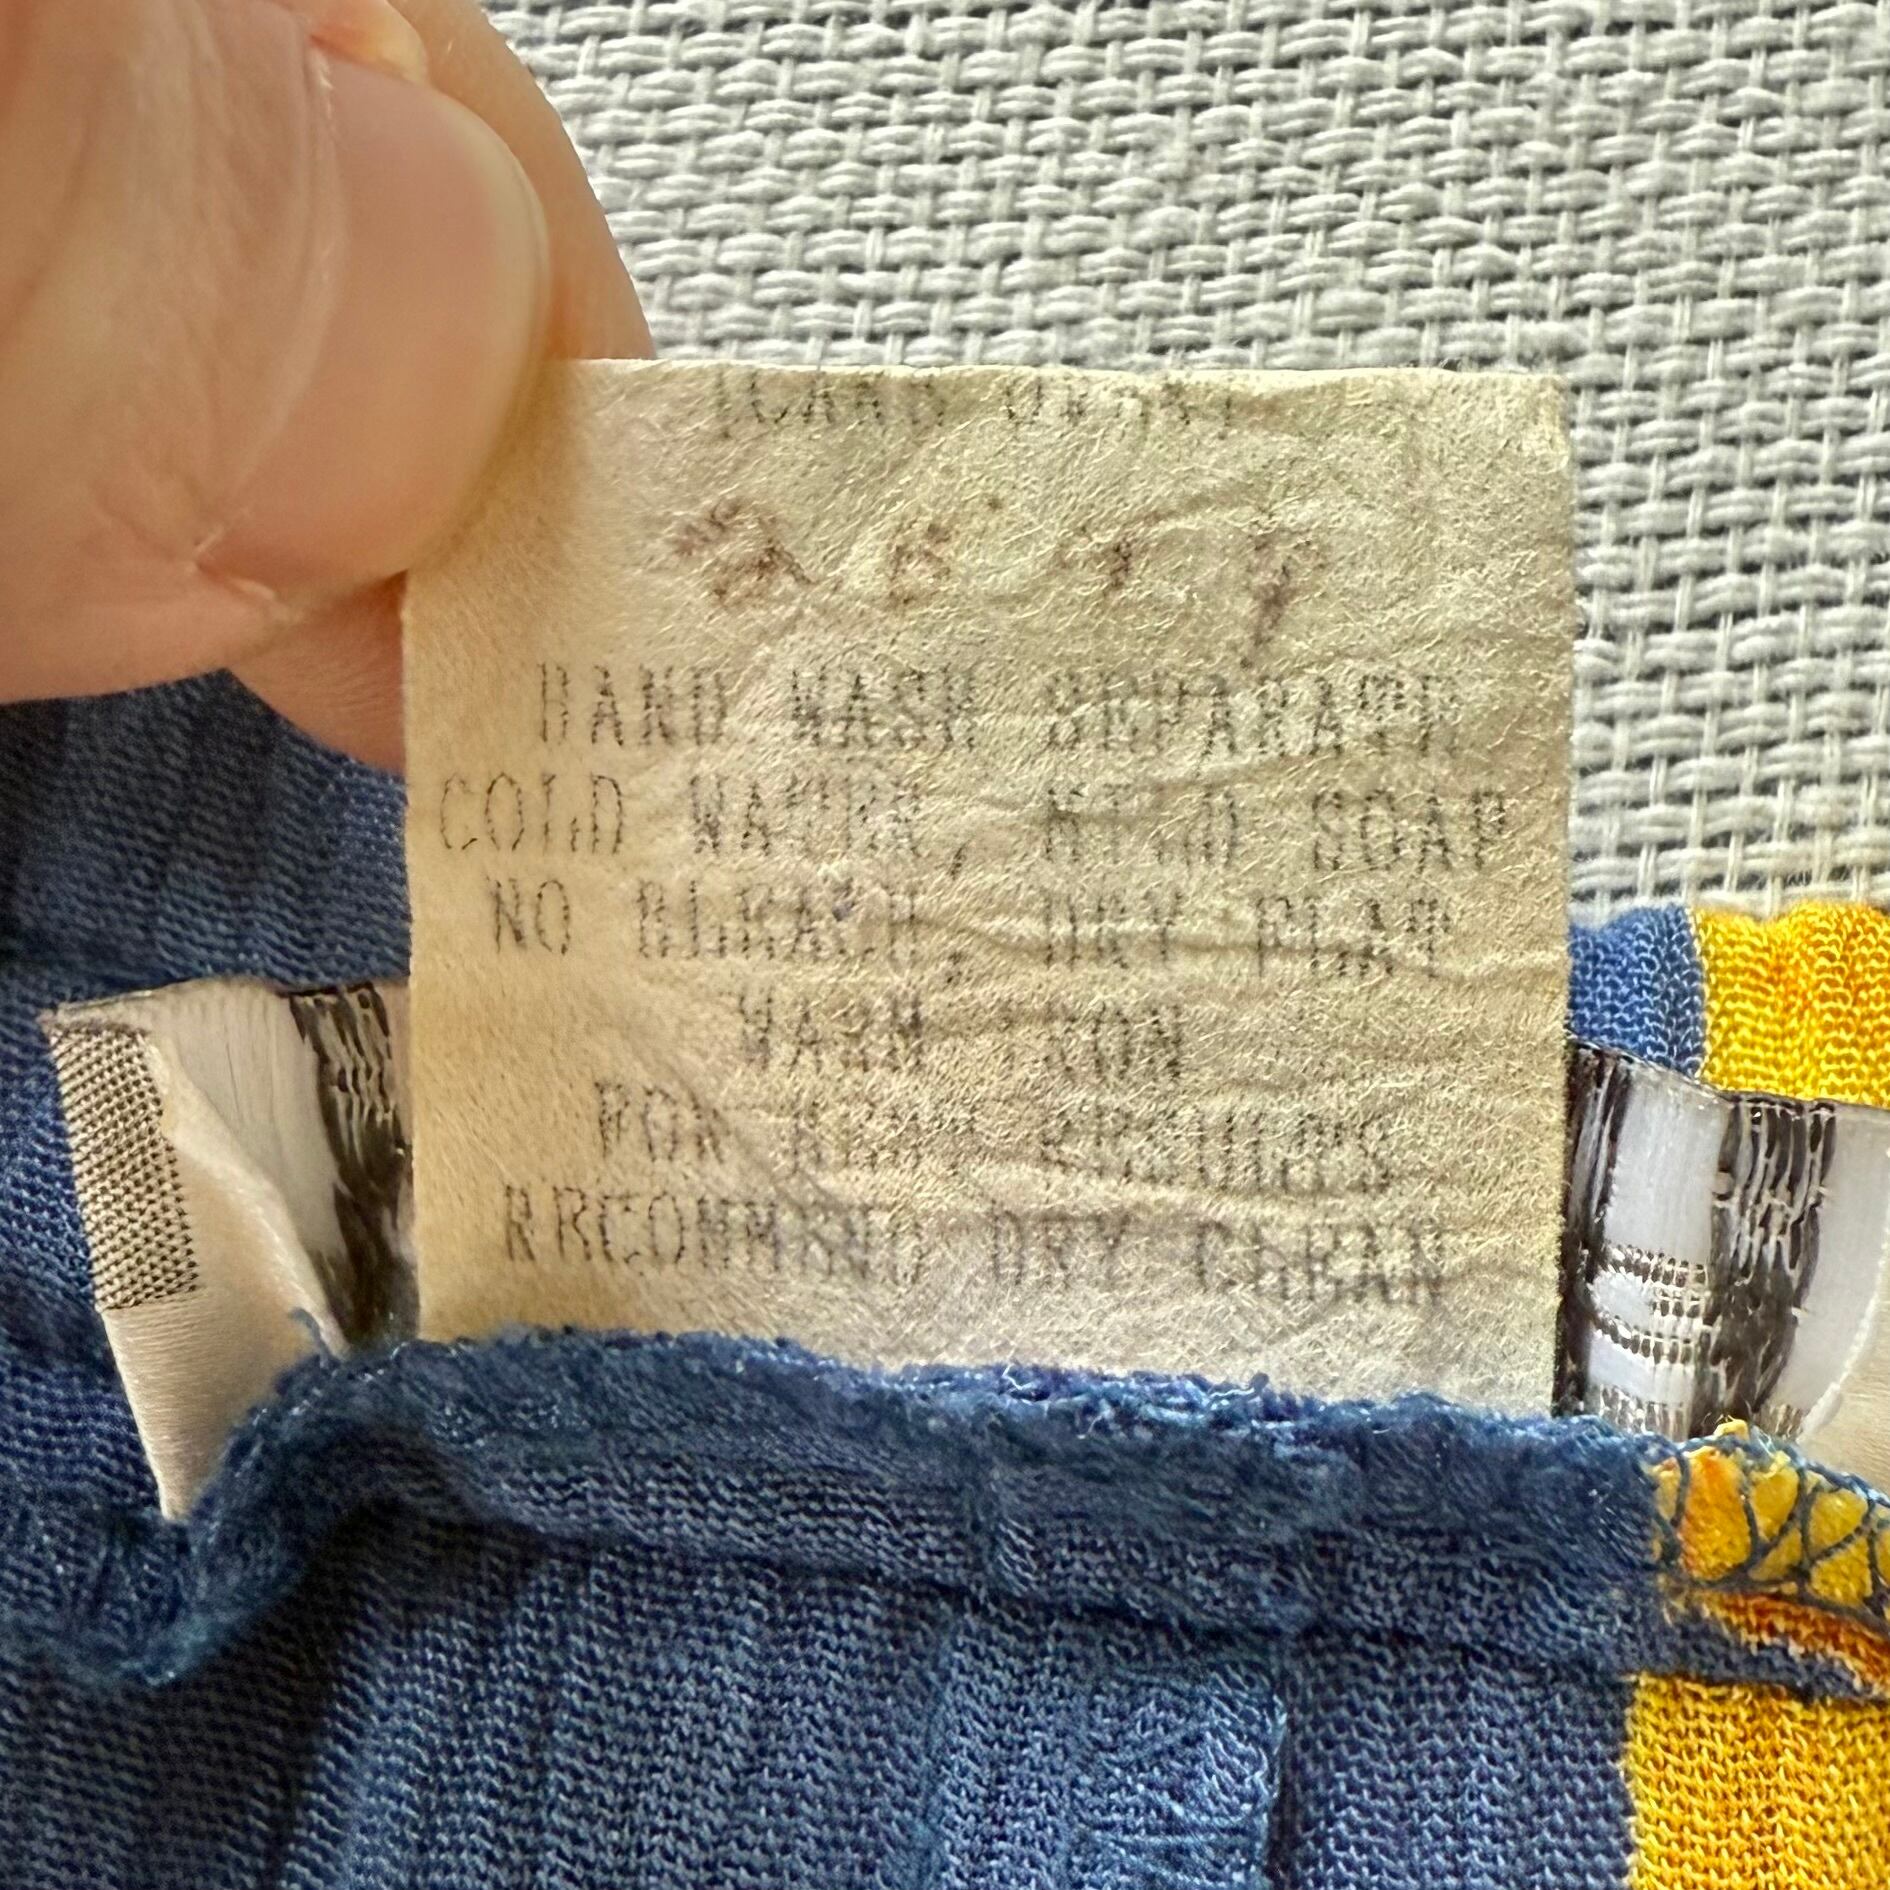 HAND WASH SEPARATE
COLD WATER, MILD SOAP
NO BLEACH, DRY FLAT
WARM IRON
FOR BEST RESULTS
RECOMMEND DRY CLEAN